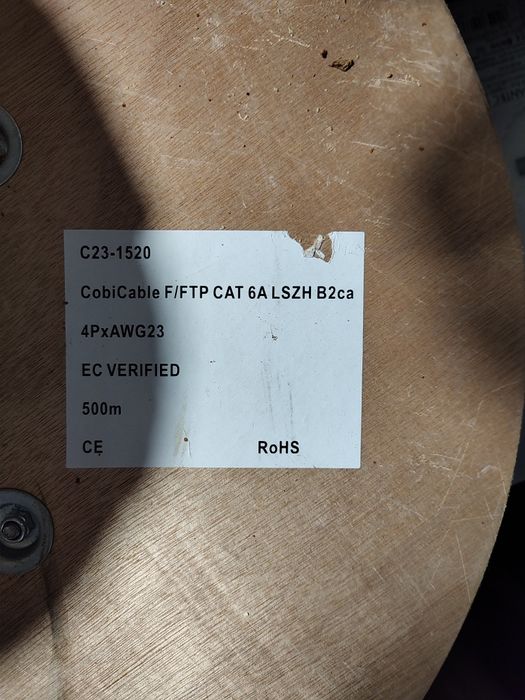 C23-1520
CobiCable F/FTP CAT 6A LSZH B2ca
4PxAWG23
EC VERIFIED
500m
CE RoHS